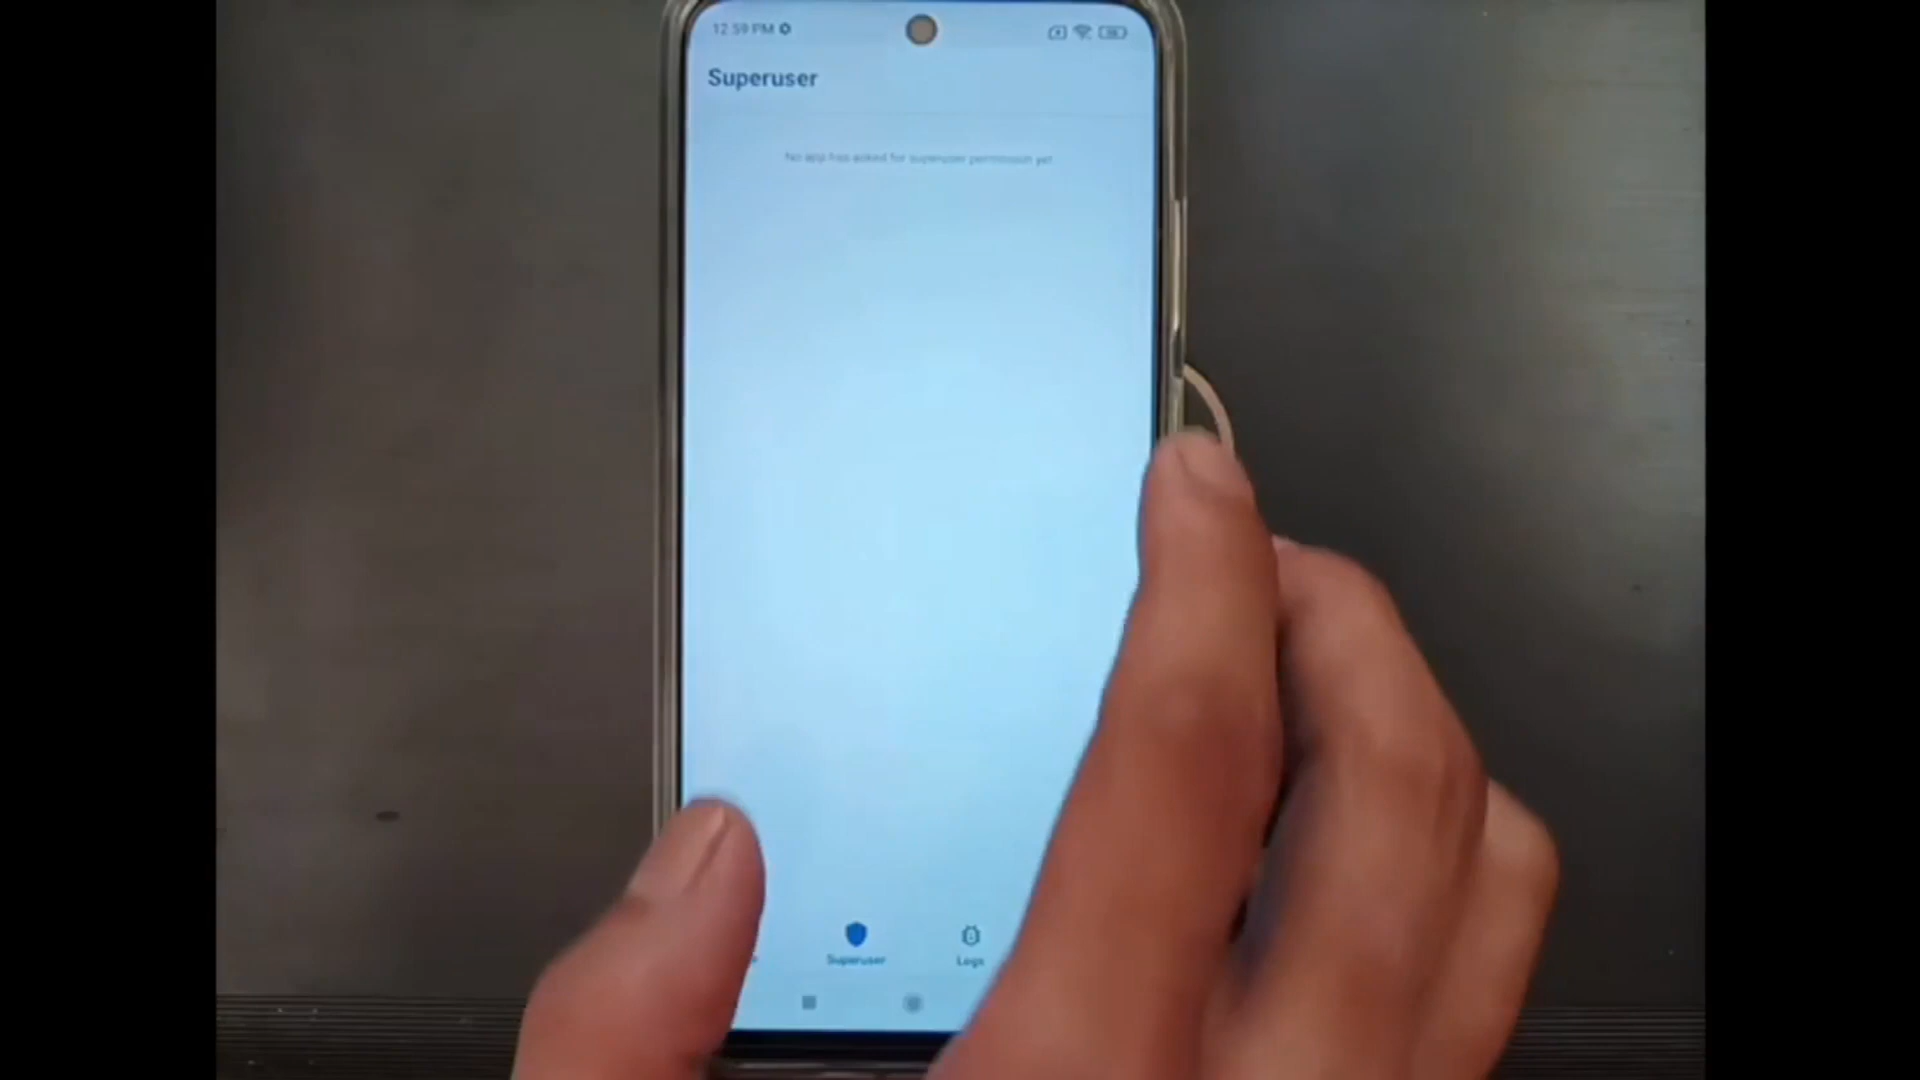 12:59 PM
Superuser
No app has asked for superuser permission yet
Superuser
Logs